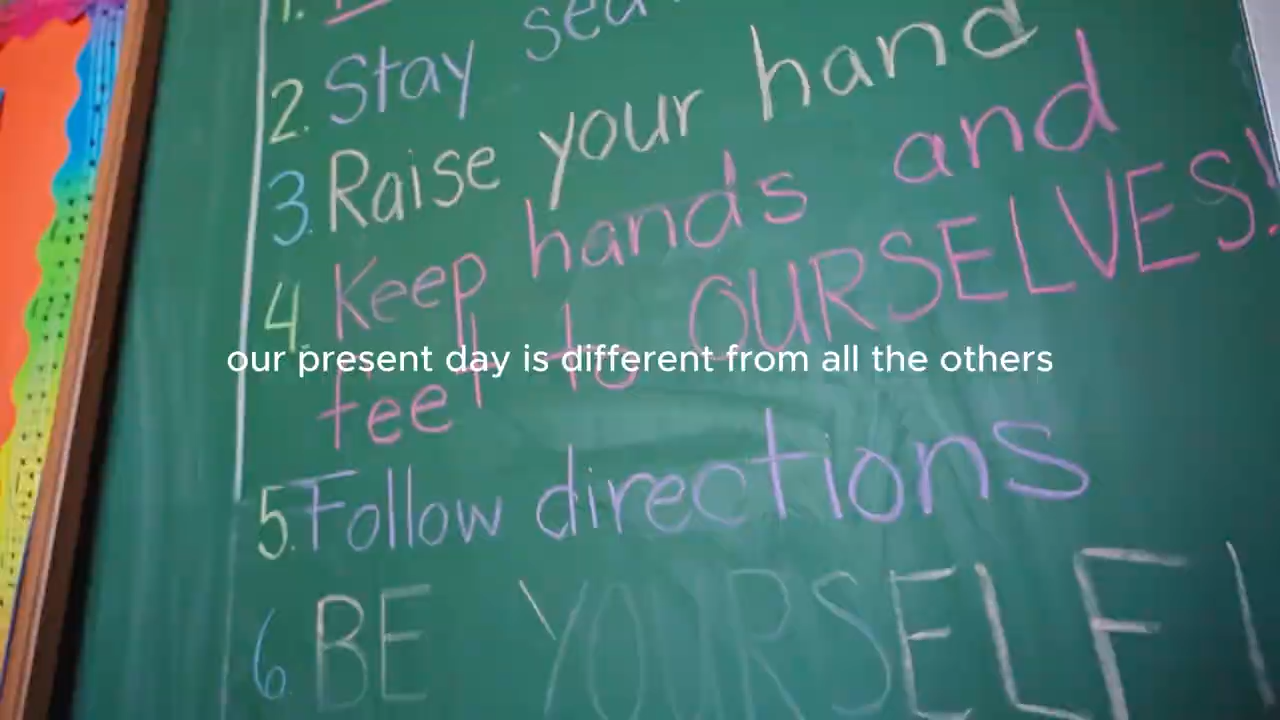 1.
2. Stay
3. Raise your hand
4. Keep hands and
feet to OURSELVES!
our present day is different from all the others
5. Follow directions
6. BE YOURSELF!